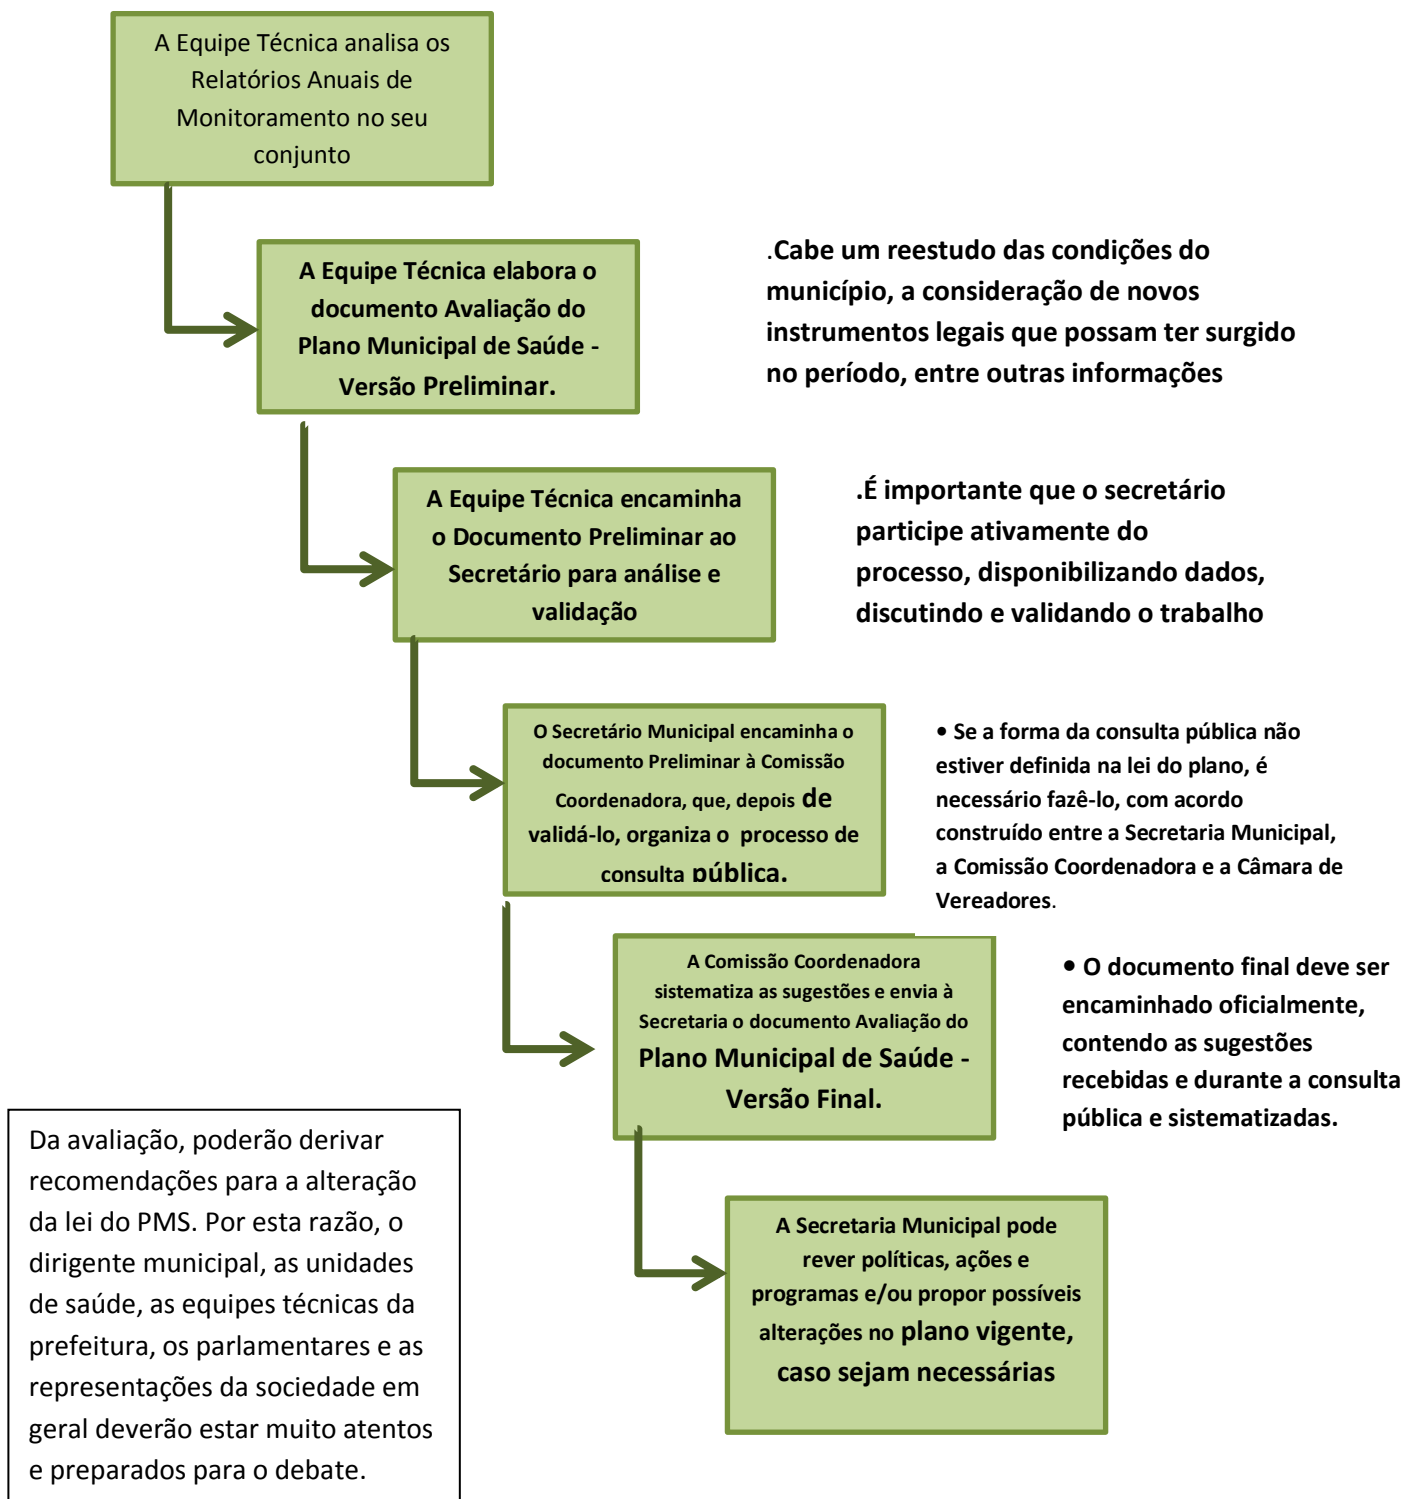 A Equipe Técnica analisa os
Relatórios Anuais de
Monitoramento no seu
conjunto
A Equipe Técnica elabora o
documento Avaliação do
Plano Municipal de Saúde -
Versão Preliminar.
.Cabe um reestudo das condições do
município, a consideração de novos
instrumentos legais que possam ter surgido
no período, entre outras informações
A Equipe Técnica encaminha
o Documento Preliminar ao
Secretário para análise e
validação
.É importante que o secretário
participe ativamente do
processo, disponibilizando dados,
discutindo e validando o trabalho
O Secretário Municipal encaminha o
documento Preliminar à Comissão
Coordenadora, que, depois de
validá-lo, organiza o processo de
consulta pública.
• Se a forma da consulta pública não
estiver definida na lei do plano, é
necessário fazê-lo, com acordo
construído entre a Secretaria Municipal,
a Comissão Coordenadora e a Câmara de
Vereadores.
A Comissão Coordenadora
sistematiza as sugestões e envia à
Secretaria o documento Avaliação do
Plano Municipal de Saúde -
Versão Final.
• O documento final deve ser
encaminhado oficialmente,
contendo as sugestões
recebidas e durante a consulta
pública e sistematizadas.
Da avaliação, poderão derivar
recomendações para a alteração
da lei do PMS. Por esta razão, o
dirigente municipal, as unidades
de saúde, as equipes técnicas da
prefeitura, os parlamentares e as
representações da sociedade em
geral deverão estar muito atentos
e preparados para o debate.
A Secretaria Municipal pode
rever políticas, ações e
programas e/ou propor possíveis
alterações no plano vigente,
caso sejam necessárias